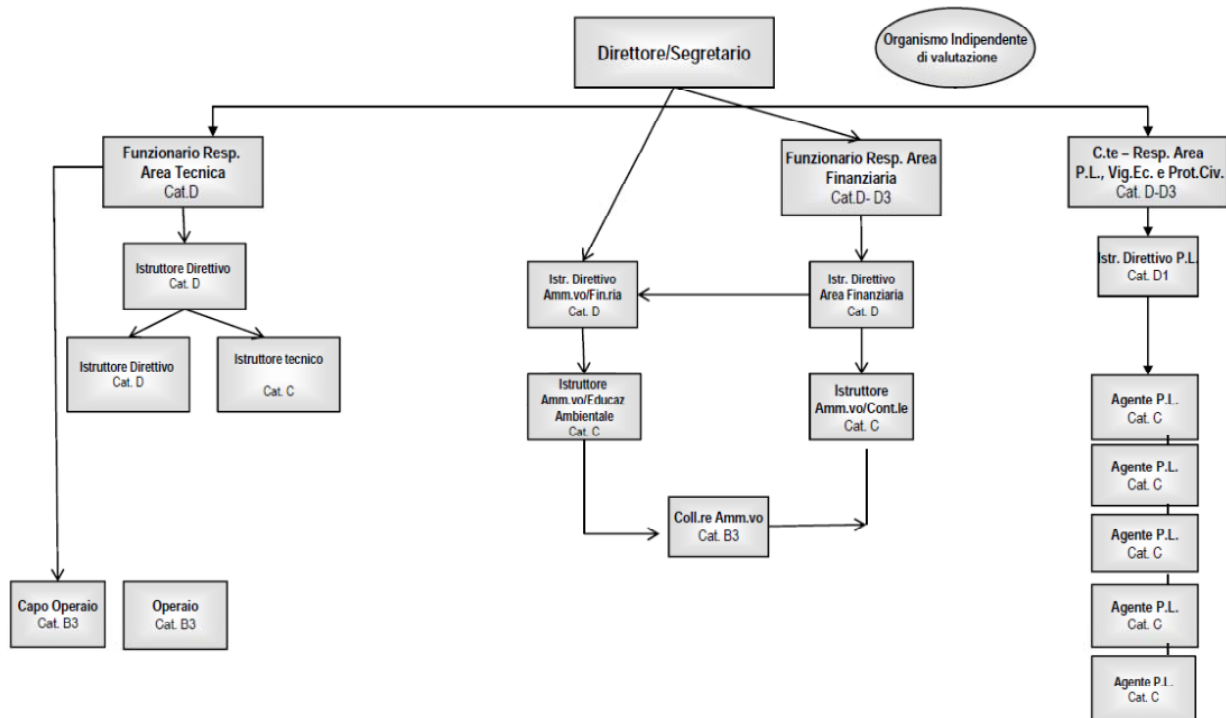 Direttore/Segretario
Organismo Indipendente
di valutazione
Funzionario Resp.
Area Tecnica
Cat.D
Funzionario Resp. Area
Finanziaria
Cat.D- D3
C.te – Resp. Area
P.L., Vig.Ec. e Prot.Civ.
Cat. D-D3
Istruttore Direttivo
Cat. D
Istr. Direttivo
Amm.vo/Fin.ria
Cat. D
Istr. Direttivo
Area Finanziaria
Cat. D
Istr. Direttivo P.L.
Cat. D1
Istruttore Direttivo
Cat. D
Istruttore tecnico
Cat. C
Istruttore
Amm.vo/Educaz
Ambientale
Cat. C
Istruttore
Amm.vo/Cont.le
Cat. C
Agente P.L.
Cat. C
Agente P.L.
Cat. C
Coll.re Amm.vo
Cat. B3
Agente P.L.
Cat. C
Capo Operaio
Cat. B3
Operaio
Cat. B3
Agente P.L.
Cat. C
Agente P.L.
Cat. C